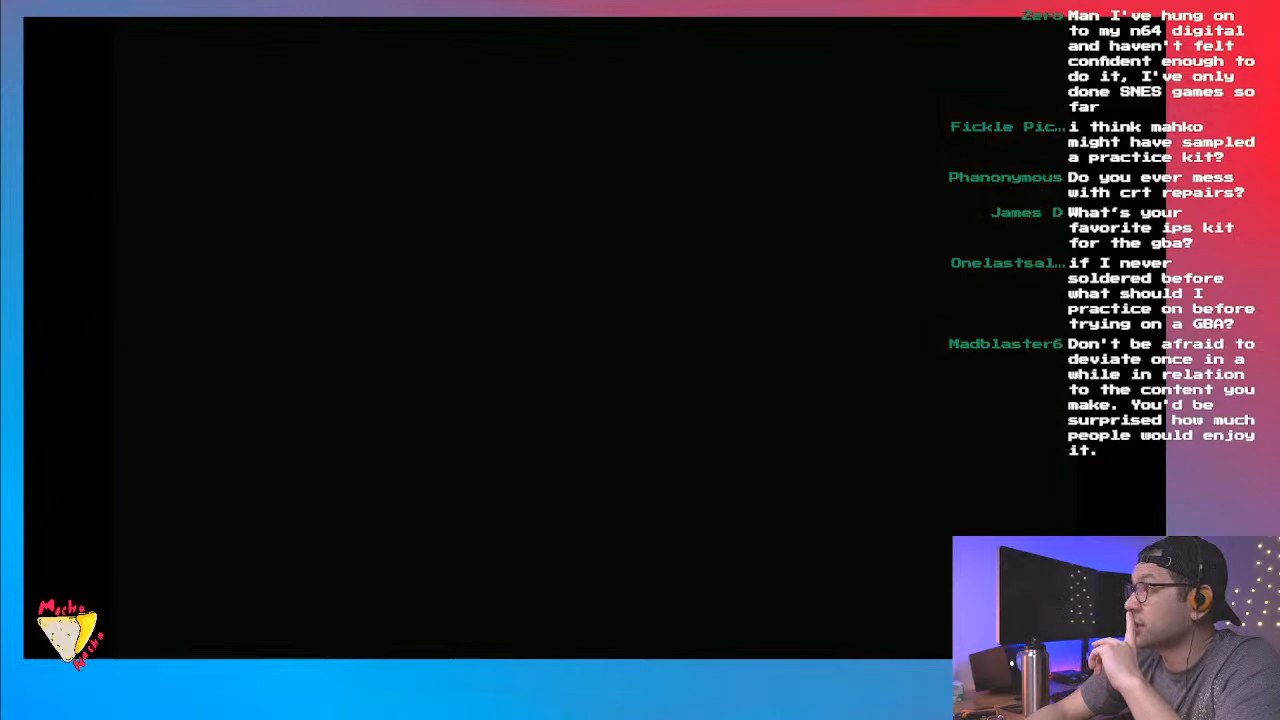 Zero Man I've hung on
to my n64 digital
and haven't felt
confident enough to
do it, I've only
done SNES games so
far
Fickle Pic… i think mahko
might have sampled
a practice kit?
Phanonymous Do you ever mess
with crt repairs?
James D What's your
favorite ips kit
for the gba?
Onelastsal… if I never
soldered before
what should I
practice on before
trying on a GBA?
Madblaster6 Don't be afraid to
deviate once in a
while in relation
to the content you
make. You'd be
surprised how much
people would enjoy
it.
Macho
Nacho